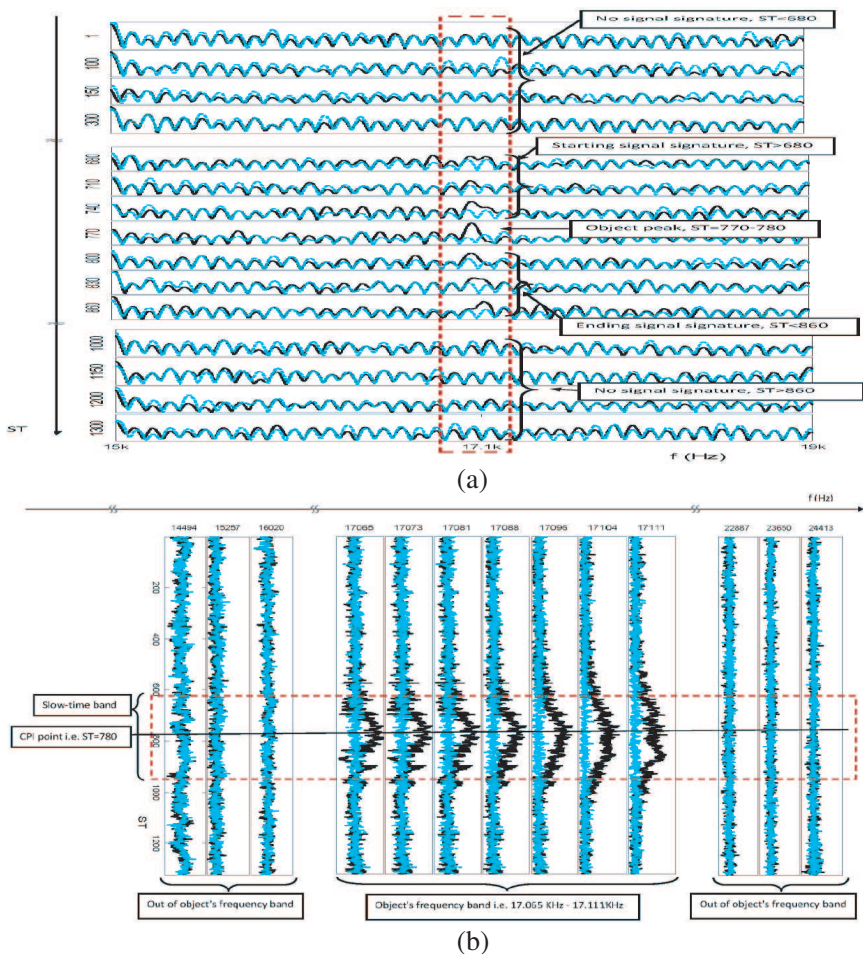 1
No signal signature, ST=680
100
150
300
680
Starting signal signature, ST>680
710
740
770
Object peak, ST=770-780
800
830
860
Ending signal signature, ST<860
1000
1150
No signal signature, ST>860
1200
1300
ST
15k
17.1k
19k
f (Hz)
(a)
f (Hz)
14494 15257 16020 17065 17073 17081 17088 17096 17104 17111 22887 23650 24413
200
400
600
Slow-time band
CPI point i.e. ST=780
800
1000
ST
1200
Out of object's frequency band
Object's frequency band i.e. 17.065 KHz - 17.111KHz
Out of object's frequency band
(b)